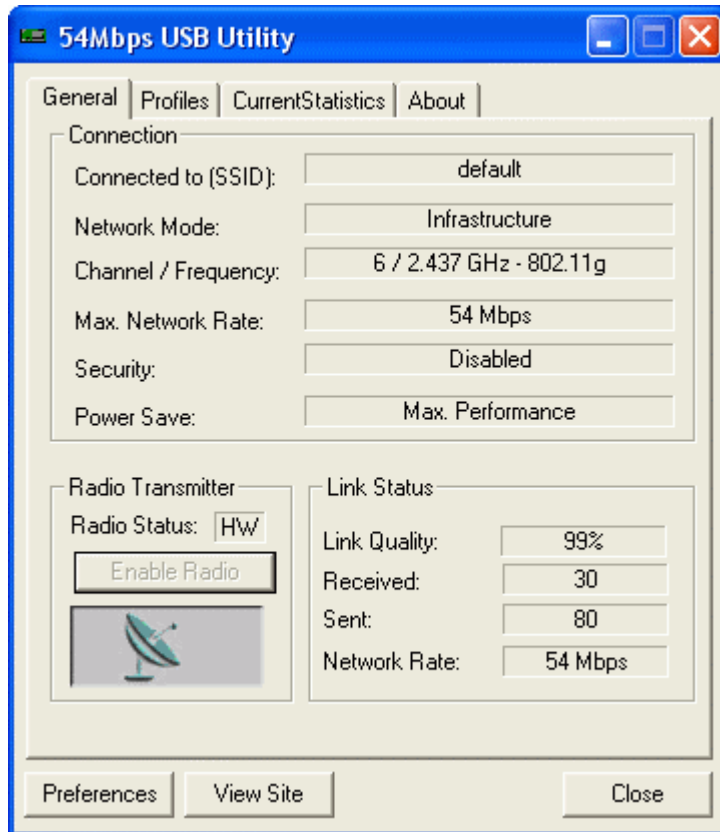 54Mbps USB Utility
General Profiles CurrentStatistics About
Connection
Connected to (SSID): default
Network Mode: Infrastructure
Channel / Frequency: 6 / 2.437 GHz - 802.11g
Max. Network Rate: 54 Mbps
Security: Disabled
Power Save: Max. Performance
Radio Transmitter
Radio Status: HW
Enable Radio
Link Status
Link Quality: 99%
Received: 30
Sent: 80
Network Rate: 54 Mbps
Preferences View Site Close